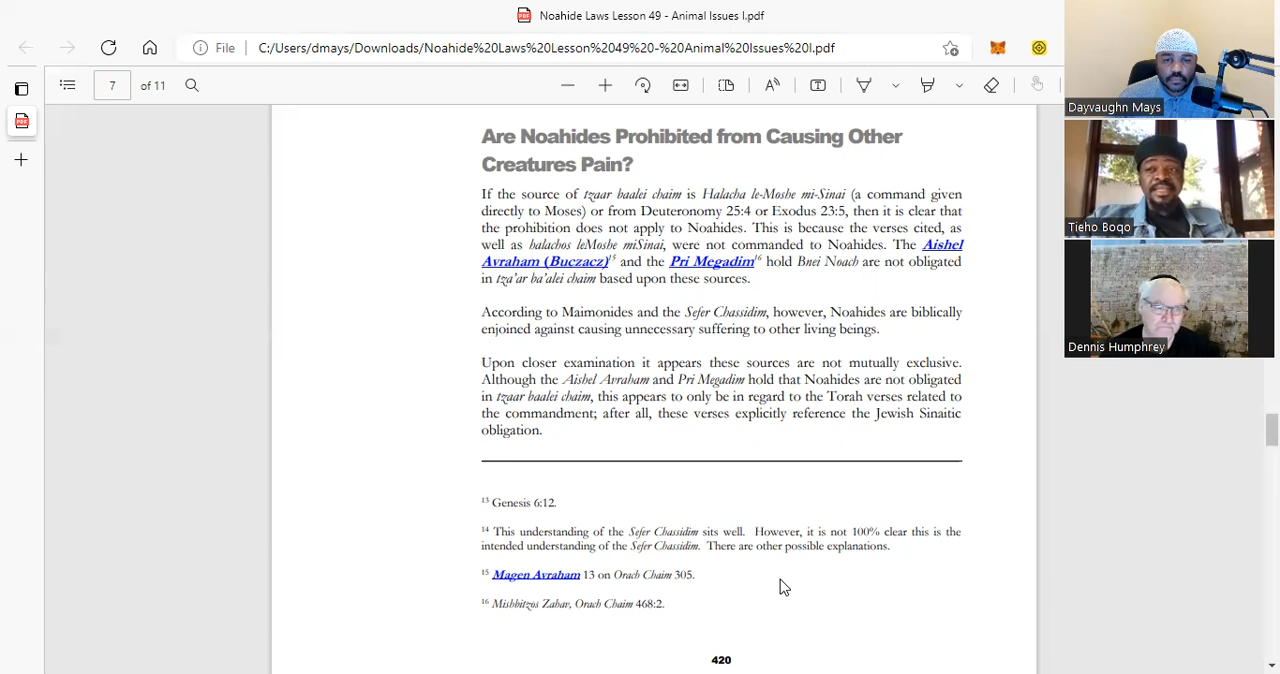 Noahide Laws Lesson 49 - Animal Issues I.pdf
File C:/Users/dmays/Downloads/Noahide%20Laws%20Lesson%2049%20-%20Animal%20Issues%20I.pdf
7 of 11
Are Noahides Prohibited from Causing Other
Creatures Pain?
If the source of tzaar baalei chaim is Halacha le-Moshe mi-Sinai (a command given
directly to Moses) or from Deuteronomy 25:4 or Exodus 23:5, then it is clear that
the prohibition does not apply to Noahides. This is because the verses cited, as
well as halachos leMoshe miSinai, were not commanded to Noahides. The Aishel
Avraham (Buczacz)15 and the Pri Megadim16 hold Bnei Noach are not obligated
in tza'ar ba'alei chaim based upon these sources.
According to Maimonides and the Sefer Chassidim, however, Noahides are biblically
enjoined against causing unnecessary suffering to other living beings.
Upon closer examination it appears these sources are not mutually exclusive.
Although the Aishel Avraham and Pri Megadim hold that Noahides are not obligated
in tzaar baalei chaim, this appears to only be in regard to the Torah verses related to
the commandment; after all, these verses explicitly reference the Jewish Sinaitic
obligation.
13 Genesis 6:12.
14 This understanding of the Sefer Chassidim sits well. However, it is not 100% clear this is the
intended understanding of the Sefer Chassidim. There are other possible explanations.
15 Magen Avraham 13 on Orach Chaim 305.
16 Mishbitzos Zahav, Orach Chaim 468:2.
420
Dayvaughn Mays
Tieho Boqo
Dennis Humphrey